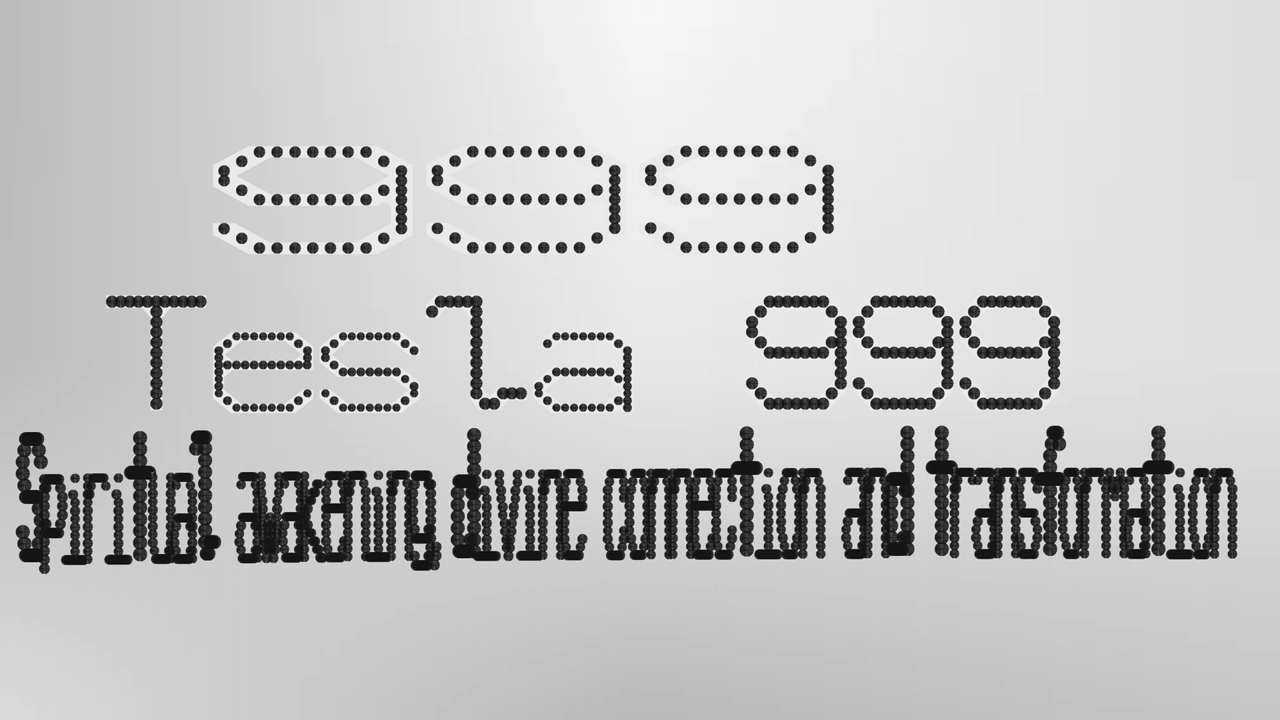 999
Tesla 999
Spiritual awakening, divine connection and transformation